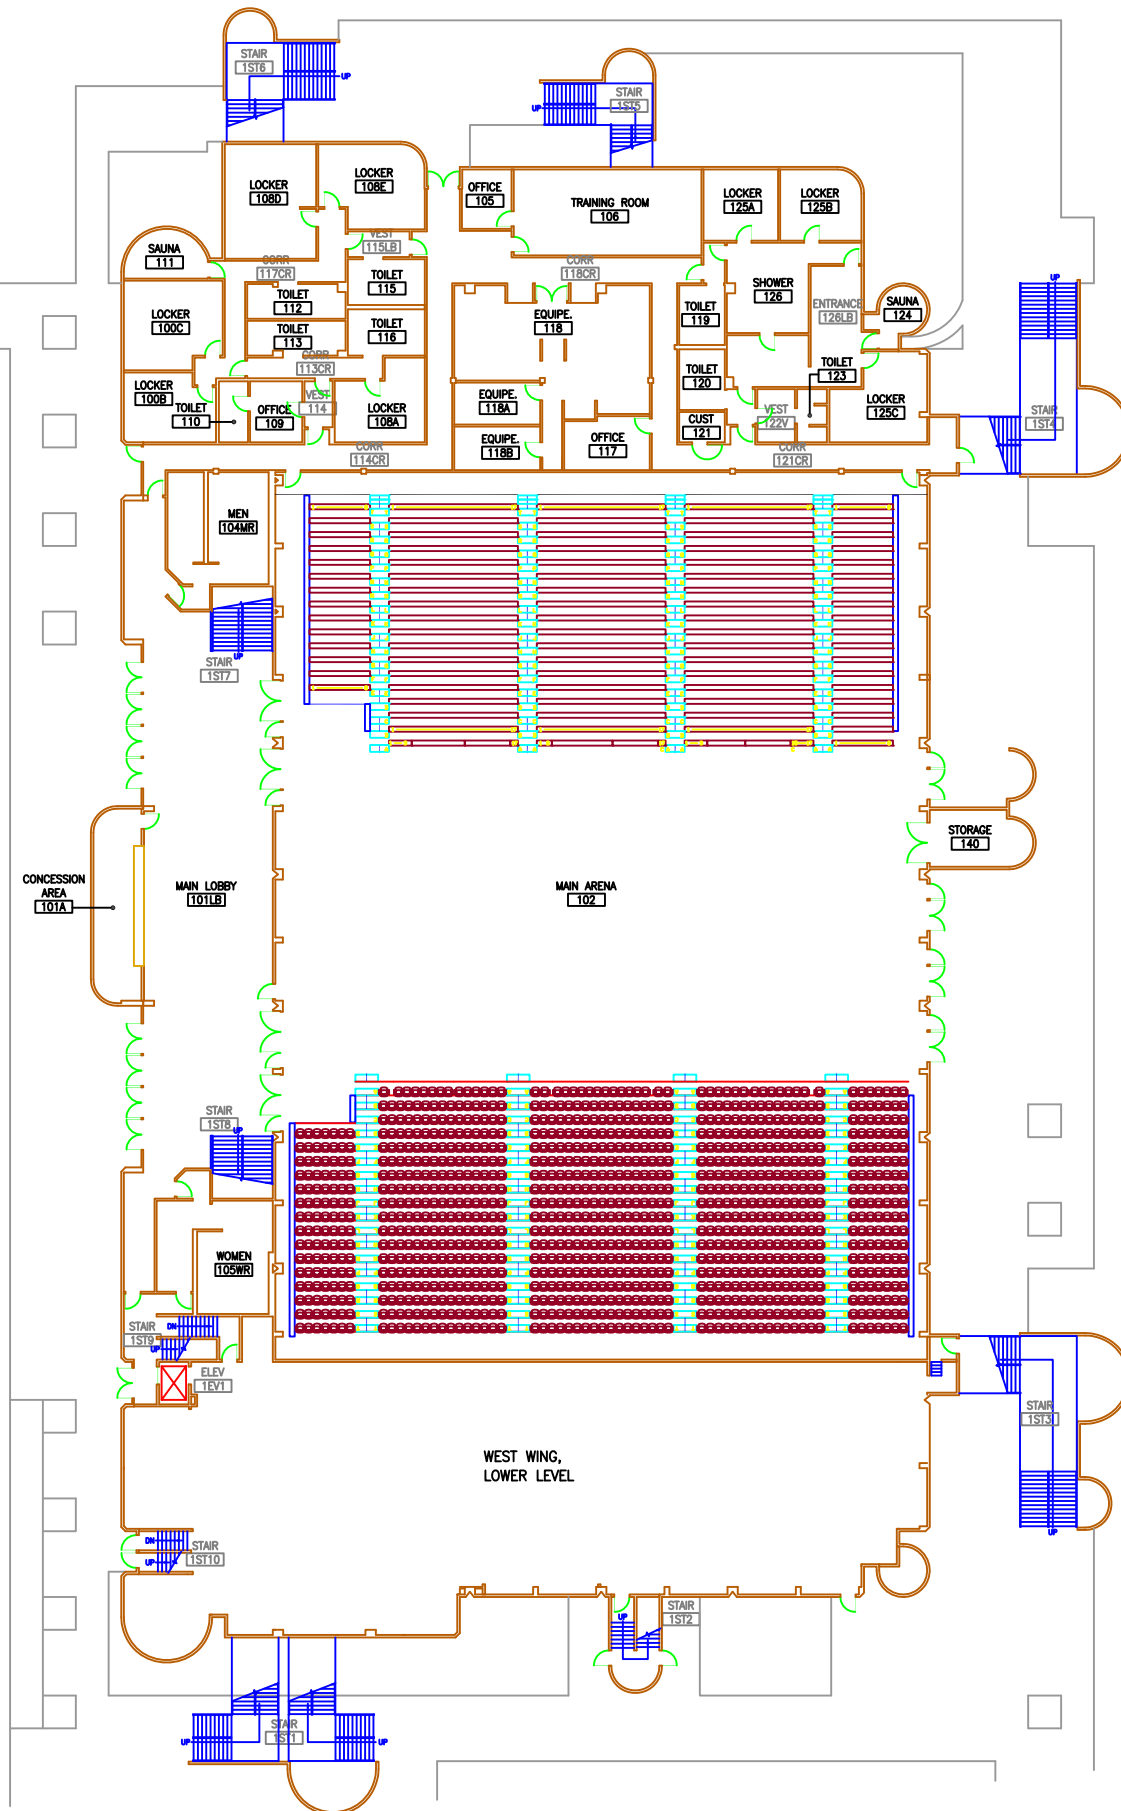 STAIR
1ST6
UP
STAIR
1ST5
UP
LOCKER
108E
LOCKER
108D
OFFICE
105
TRAINING ROOM
106
LOCKER
125A
LOCKER
125B
VEST
115LB
SAUNA
111
CORR
117CR
CORR
118CR
TOILET
115
TOILET
112
SHOWER
126
ENTRANCE
126LB
SAUNA
124
UP
LOCKER
100C
EQUIPE.
118
TOILET
119
TOILET
113
TOILET
116
CORR
113CR
TOILET
123
TOILET
120
LOCKER
100B
VEST
114
EQUIPE.
118A
LOCKER
125C
TOILET
110
OFFICE
109
LOCKER
108A
VEST
122V
STAIR
1ST4
CUST
121
EQUIPE.
118B
OFFICE
117
CORR
114CR
CORR
121CR
MEN
104MR
UP
STAIR
1ST7
STORAGE
140
CONCESSION
AREA
101A
MAIN LOBBY
101LB
MAIN ARENA
102
STAIR
1ST8
UP
WOMEN
105WR
STAIR
1ST9
DN
UP
ELEV
1EV1
STAIR
1ST3
WEST WING,
LOWER LEVEL
UP
DN
UP
STAIR
1ST10
STAIR
1ST2
UP
STAIR
1ST1
UP
UP